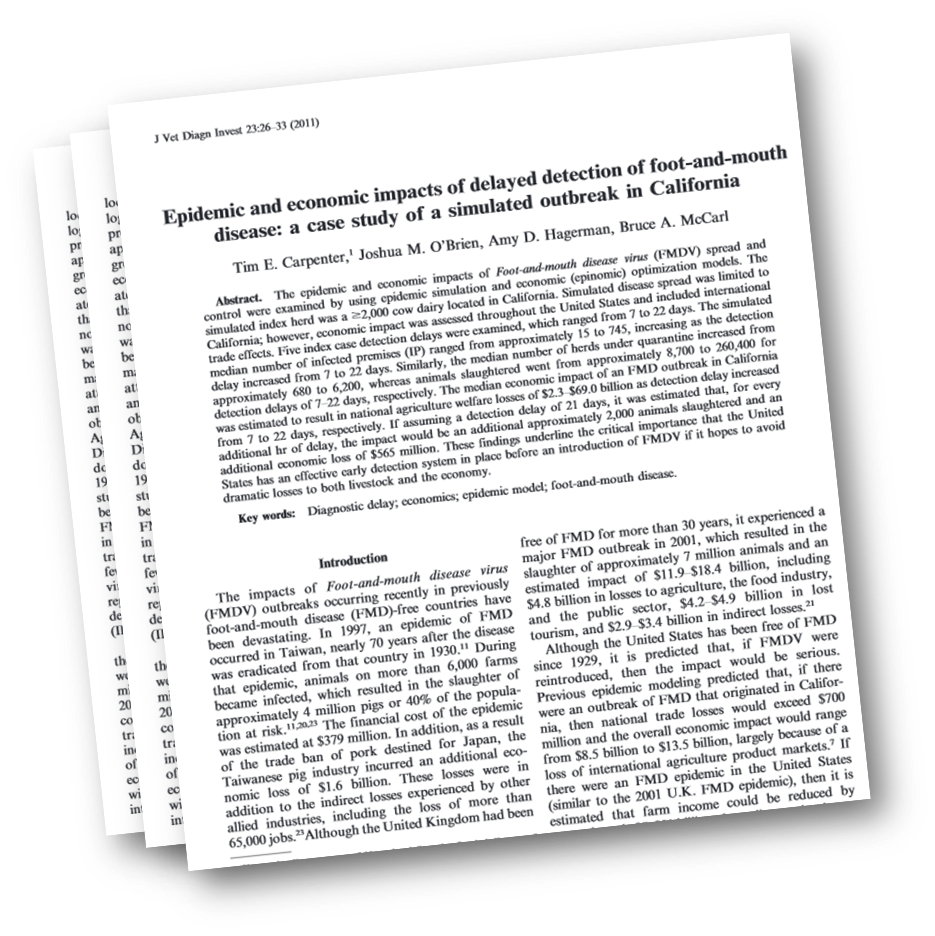 J Vet Diagn Invest 23:26–33 (2011)
Epidemic and economic impacts of delayed detection of foot-and-mouth
disease: a case study of a simulated outbreak in California
Tim E. Carpenter,¹ Joshua M. O'Brien, Amy D. Hagerman, Bruce A. McCarl
Abstract. The epidemic and economic impacts of Foot-and-mouth disease virus (FMDV) spread and
control were examined by using epidemic simulation and economic (epinomic) optimization models. The
simulated index herd was a ≥2,000 cow dairy located in California. Simulated disease spread was limited to
California; however, economic impact was assessed throughout the United States and included international
trade effects. Five index case detection delays were examined, which ranged from 7 to 22 days. The simulated
median number of infected premises (IP) ranged from approximately 15 to 745, increasing as the detection
delay increased from 7 to 22 days. Similarly, the median number of herds under quarantine increased from
approximately 680 to 6,200, whereas animals slaughtered went from approximately 8,700 to 260,400 for
detection delays of 7–22 days, respectively. The median economic impact of an FMD outbreak in California
was estimated to result in national agriculture welfare losses of $2.3–$69.0 billion as detection delay increased
from 7 to 22 days, respectively. If assuming a detection delay of 21 days, it was estimated that, for every
additional hr of delay, the impact would be an additional approximately 2,000 animals slaughtered and an
additional economic loss of $565 million. These findings underline the critical importance that the United
States has an effective early detection system in place before an introduction of FMDV if it hopes to avoid
dramatic losses to both livestock and the economy.
Key words: Diagnostic delay; economics; epidemic model; foot-and-mouth disease.
Introduction
The impacts of Foot-and-mouth disease virus
(FMDV) outbreaks occurring recently in previously
foot-and-mouth disease (FMD)-free countries have
been devastating. In 1997, an epidemic of FMD
occurred in Taiwan, nearly 70 years after the disease
was eradicated from that country in 1930.¹¹ During
that epidemic, animals on more than 6,000 farms
became infected, which resulted in the slaughter of
approximately 4 million pigs or 40% of the popula-
tion at risk.¹¹,²⁰,²³ The financial cost of the epidemic
was estimated at $379 million. In addition, as a result
of the trade ban of pork destined for Japan, the
Taiwanese pig industry incurred an additional eco-
nomic loss of $1.6 billion. These losses were in
addition to the indirect losses experienced by other
allied industries, including the loss of more than
65,000 jobs.²³ Although the United Kingdom had been
free of FMD for more than 30 years, it experienced a
major FMD outbreak in 2001, which resulted in the
slaughter of approximately 7 million animals and an
estimated impact of $11.9–$18.4 billion, including
$4.8 billion in losses to agriculture, the food industry,
and the public sector, $4.2–$4.9 billion in lost
tourism, and $2.9–$3.4 billion in indirect losses.²¹
Although the United States has been free of FMD
since 1929, it is predicted that, if FMDV were
reintroduced, then the impact would be serious.
Previous epidemic modeling predicted that, if there
were an outbreak of FMD that originated in Califor-
nia, then national trade losses would exceed $700
million and the overall economic impact would range
from $8.5 billion to $13.5 billion, largely because of a
loss of international agriculture product markets.⁷ If
there were an FMD epidemic in the United States
(similar to the 2001 U.K. FMD epidemic), then it is
estimated that farm income could be reduced by